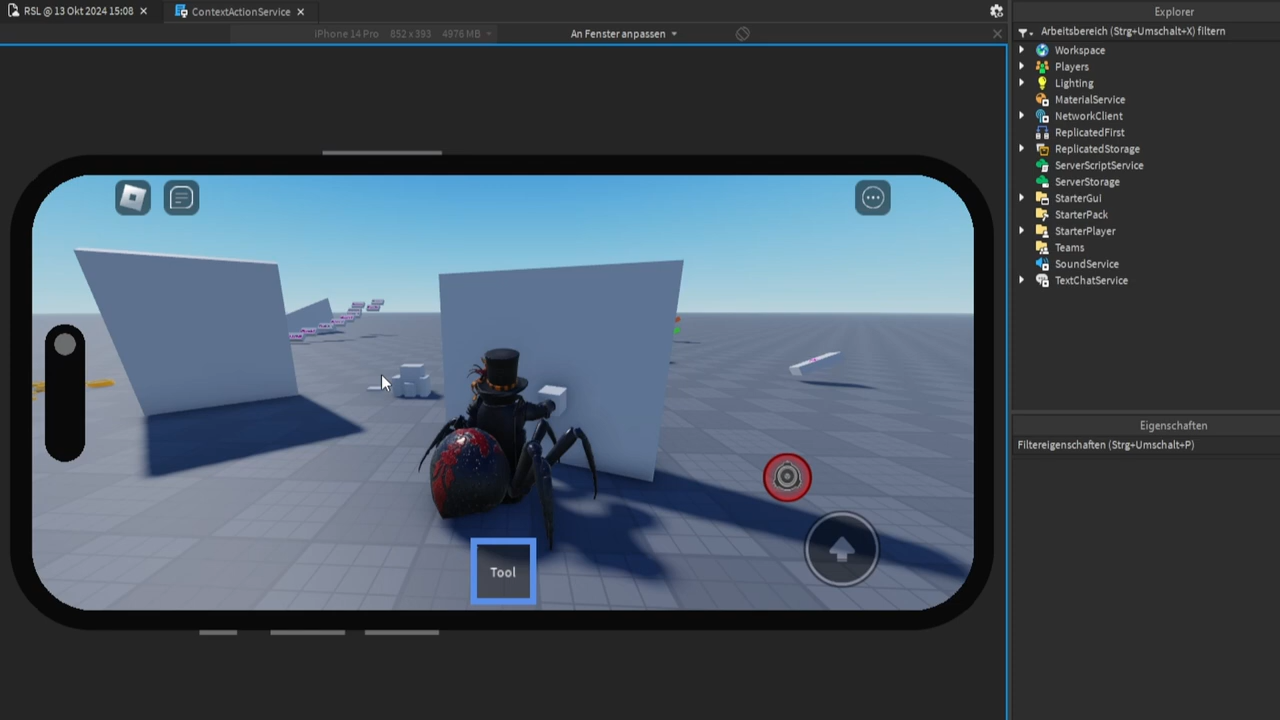 RSL @ 13 Okt 2024 15:08
ContextActionService
iPhone 14 Pro 852 x 393 4976 MB
An Fenster anpassen
Explorer
Arbeitsbereich (Strg+Umschalt+X) filtern
Workspace
Players
Lighting
MaterialService
NetworkClient
ReplicatedFirst
ReplicatedStorage
ServerScriptService
ServerStorage
StarterGui
StarterPack
StarterPlayer
Teams
SoundService
TextChatService
Eigenschaften
Filtereigenschaften (Strg+Umschalt+P)
Tool